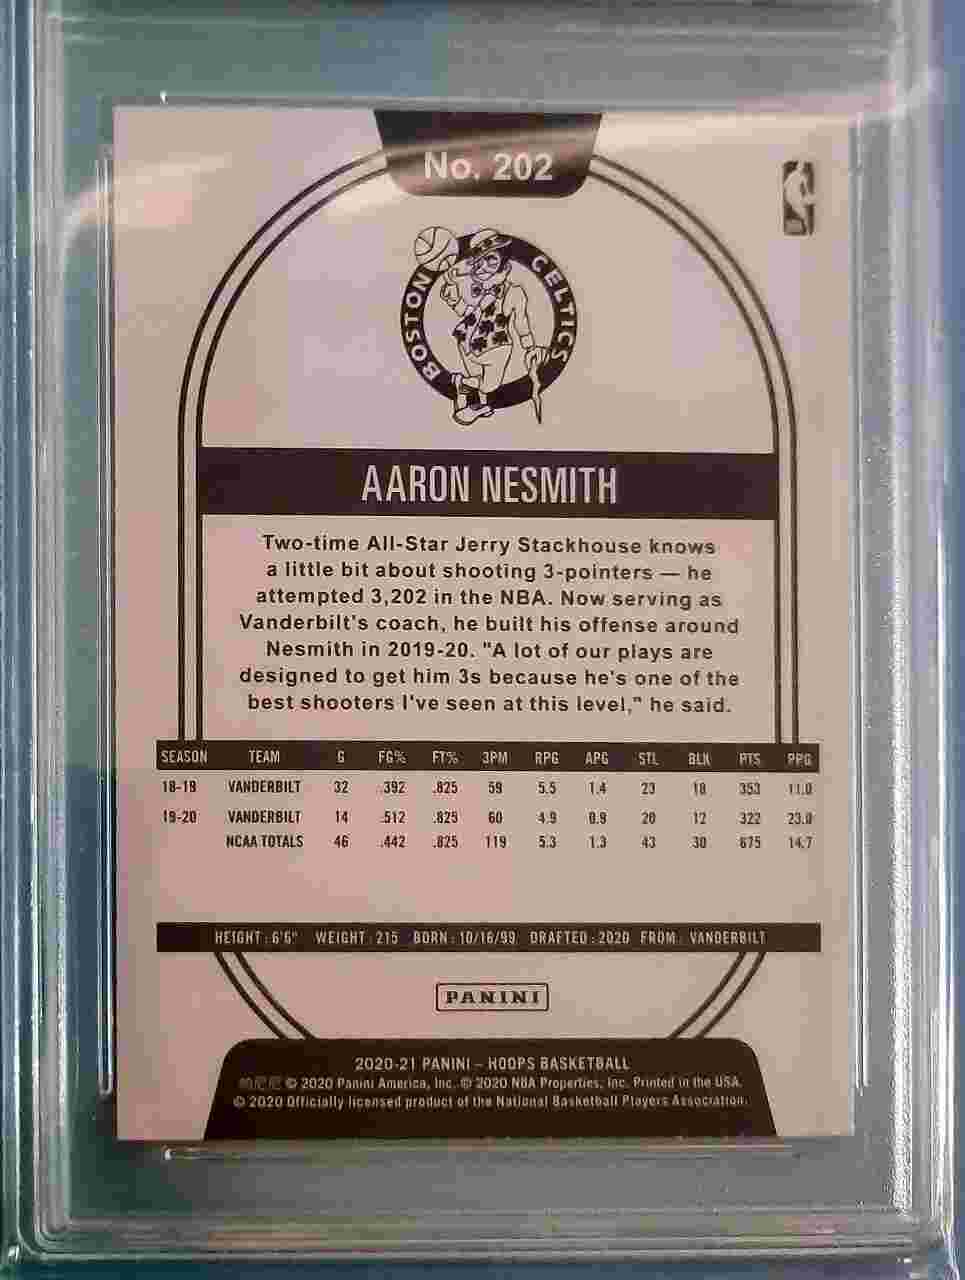 No. 202
BOSTON CELTICS
AARON NESMITH
Two-time All-Star Jerry Stackhouse knows
a little bit about shooting 3-pointers — he
attempted 3,202 in the NBA. Now serving as
Vanderbilt's coach, he built his offense around
Nesmith in 2019-20. "A lot of our plays are
designed to get him 3s because he's one of the
best shooters I've seen at this level," he said.
SEASON TEAM G FG% FT% 3PM RPG APG STL BLK PTS PPG
18-19 VANDERBILT 32 .392 .825 59 5.5 1.4 23 18 353 11.0
19-20 VANDERBILT 14 .512 .825 60 4.9 0.9 20 12 322 23.0
NCAA TOTALS 46 .442 .825 119 5.3 1.3 43 30 675 14.7
HEIGHT: 6'6" WEIGHT: 215 BORN: 10/16/99 DRAFTED: 2020 FROM: VANDERBILT
PANINI
2020-21 PANINI – HOOPS BASKETBALL
© 2020 Panini America, Inc. © 2020 NBA Properties, Inc. Printed in the USA.
© 2020 Officially licensed product of the National Basketball Players Association.